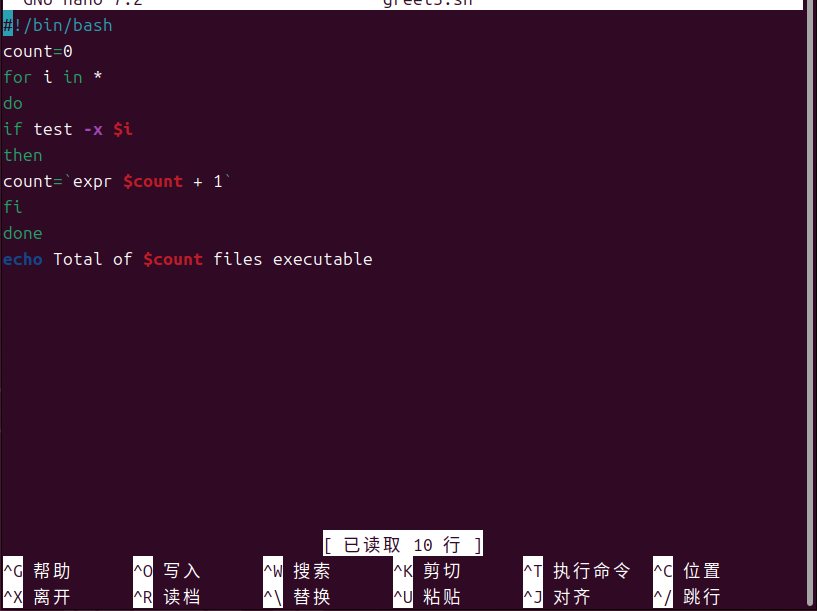 GNU nano 7.2 greet5.sh
#!/bin/bash
count=0
for i in *
do
if test -x $i
then
count=`expr $count + 1`
fi
done
echo Total of $count files executable
[ 已读取 10 行 ]
^G 帮助 ^O 写入 ^W 搜索 ^K 剪切 ^T 执行命令 ^C 位置
^X 离开 ^R 读档 ^\ 替换 ^U 粘贴 ^J 对齐 ^/ 跳行